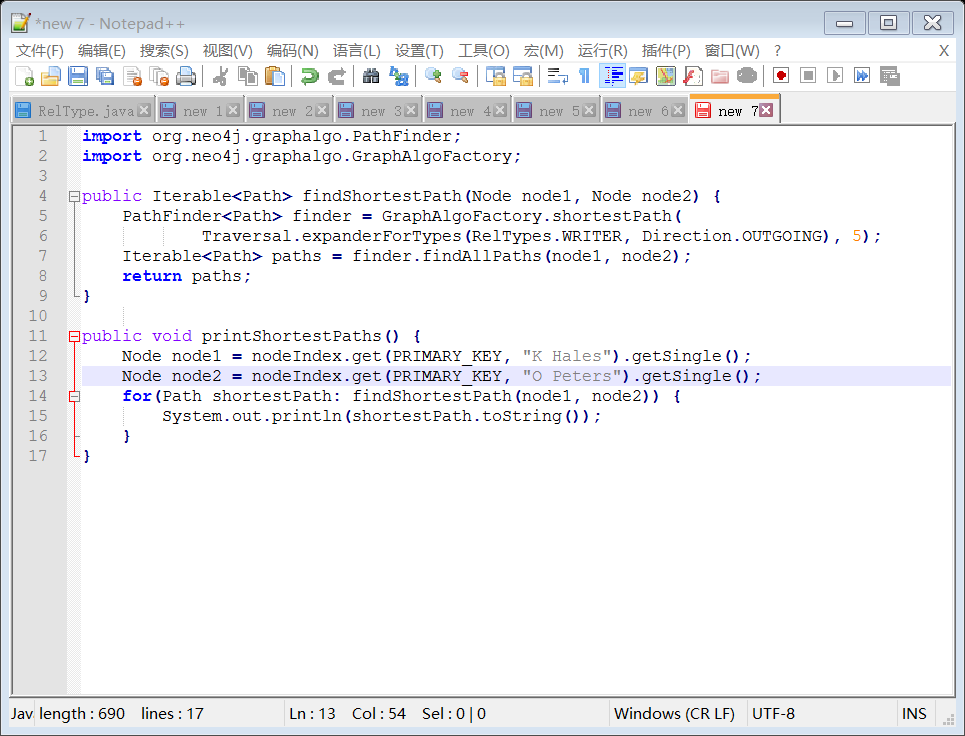 *new 7 - Notepad++
文件(F) 编辑(E) 搜索(S) 视图(V) 编码(N) 语言(L) 设置(T) 工具(O) 宏(M) 运行(R) 插件(P) 窗口(W) ? X
RelType.java new 1 new 2 new 3 new 4 new 5 new 6 new 7
1 import org.neo4j.graphalgo.PathFinder;
2 import org.neo4j.graphalgo.GraphAlgoFactory;
3
4 public Iterable<Path> findShortestPath(Node node1, Node node2) {
5 PathFinder<Path> finder = GraphAlgoFactory.shortestPath(
6 Traversal.expanderForTypes(RelTypes.WRITER, Direction.OUTGOING), 5);
7 Iterable<Path> paths = finder.findAllPaths(node1, node2);
8 return paths;
9 }
10
11 public void printShortestPaths() {
12 Node node1 = nodeIndex.get(PRIMARY_KEY, "K Hales").getSingle();
13 Node node2 = nodeIndex.get(PRIMARY_KEY, "O Peters").getSingle();
14 for(Path shortestPath: findShortestPath(node1, node2)) {
15 System.out.println(shortestPath.toString());
16 }
17 }
Jav length : 690 lines : 17 Ln : 13 Col : 54 Sel : 0 | 0 Windows (CR LF) UTF-8 INS